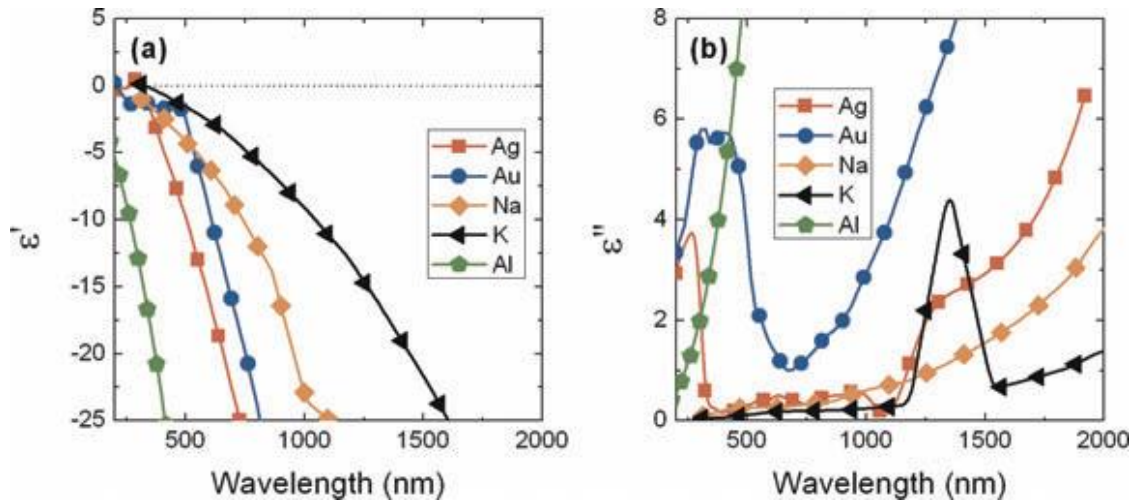 (a)
5
0
-5
-10
-15
-20
-25
ε'
500
1000
1500
2000
Wavelength (nm)
Ag
Au
Na
K
Al
(b)
8
6
4
2
0
ε"
500
1000
1500
2000
Wavelength (nm)
Ag
Au
Na
K
Al